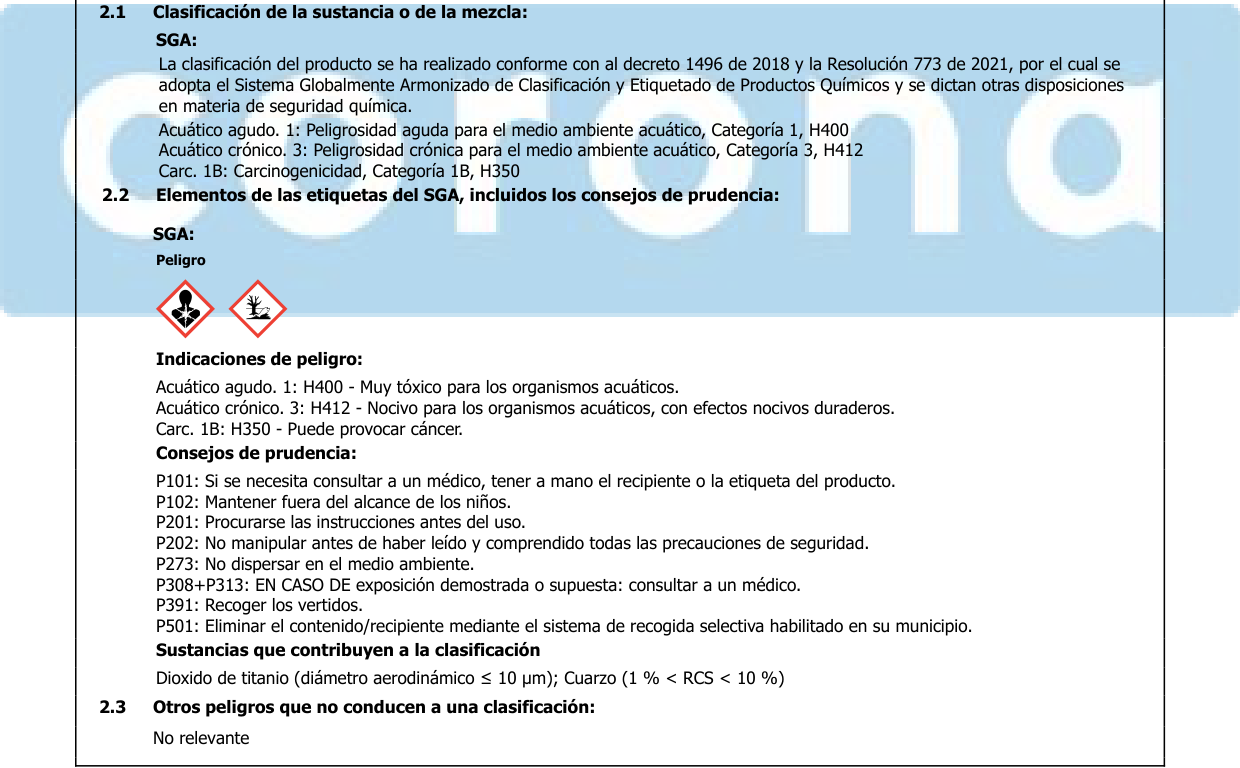 2.1 Clasificación de la sustancia o de la mezcla:
SGA:
La clasificación del producto se ha realizado conforme con al decreto 1496 de 2018 y la Resolución 773 de 2021, por el cual se
adopta el Sistema Globalmente Armonizado de Clasificación y Etiquetado de Productos Químicos y se dictan otras disposiciones
en materia de seguridad química.
Acuático agudo. 1: Peligrosidad aguda para el medio ambiente acuático, Categoría 1, H400
Acuático crónico. 3: Peligrosidad crónica para el medio ambiente acuático, Categoría 3, H412
Carc. 1B: Carcinogenicidad, Categoría 1B, H350
corona
2.2 Elementos de las etiquetas del SGA, incluidos los consejos de prudencia:
SGA:
Peligro
Indicaciones de peligro:
Acuático agudo. 1: H400 - Muy tóxico para los organismos acuáticos.
Acuático crónico. 3: H412 - Nocivo para los organismos acuáticos, con efectos nocivos duraderos.
Carc. 1B: H350 - Puede provocar cáncer.
Consejos de prudencia:
P101: Si se necesita consultar a un médico, tener a mano el recipiente o la etiqueta del producto.
P102: Mantener fuera del alcance de los niños.
P201: Procurarse las instrucciones antes del uso.
P202: No manipular antes de haber leído y comprendido todas las precauciones de seguridad.
P273: No dispersar en el medio ambiente.
P308+P313: EN CASO DE exposición demostrada o supuesta: consultar a un médico.
P391: Recoger los vertidos.
P501: Eliminar el contenido/recipiente mediante el sistema de recogida selectiva habilitado en su municipio.
Sustancias que contribuyen a la clasificación
Dioxido de titanio (diámetro aerodinámico ≤ 10 µm); Cuarzo (1 % < RCS < 10 %)
2.3 Otros peligros que no conducen a una clasificación:
No relevante